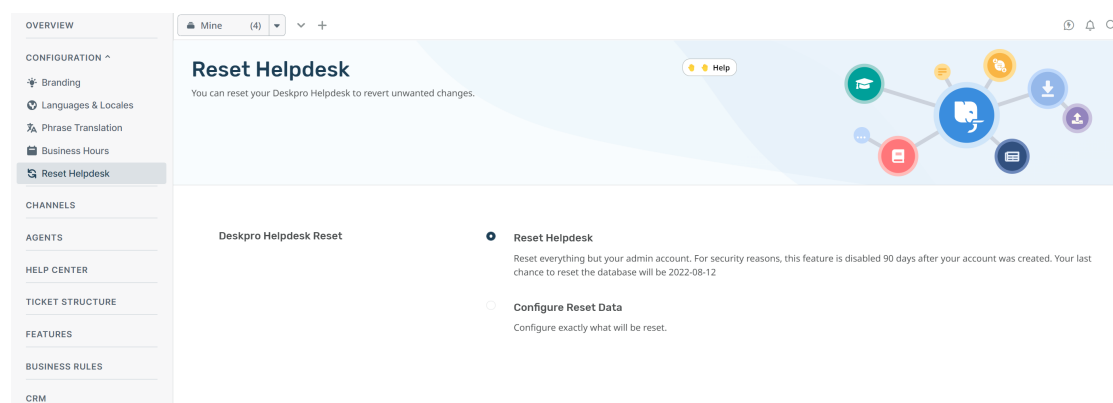 OVERVIEW
CONFIGURATION
Branding
Languages & Locales
Phrase Translation
Business Hours
Reset Helpdesk
CHANNELS
AGENTS
HELP CENTER
TICKET STRUCTURE
FEATURES
BUSINESS RULES
CRM
Mine (4)
Reset Helpdesk
You can reset your Deskpro Helpdesk to revert unwanted changes.
Help
Deskpro Helpdesk Reset
Reset Helpdesk
Reset everything but your admin account. For security reasons, this feature is disabled 90 days after your account was created. Your last
chance to reset the database will be 2022-08-12
Configure Reset Data
Configure exactly what will be reset.